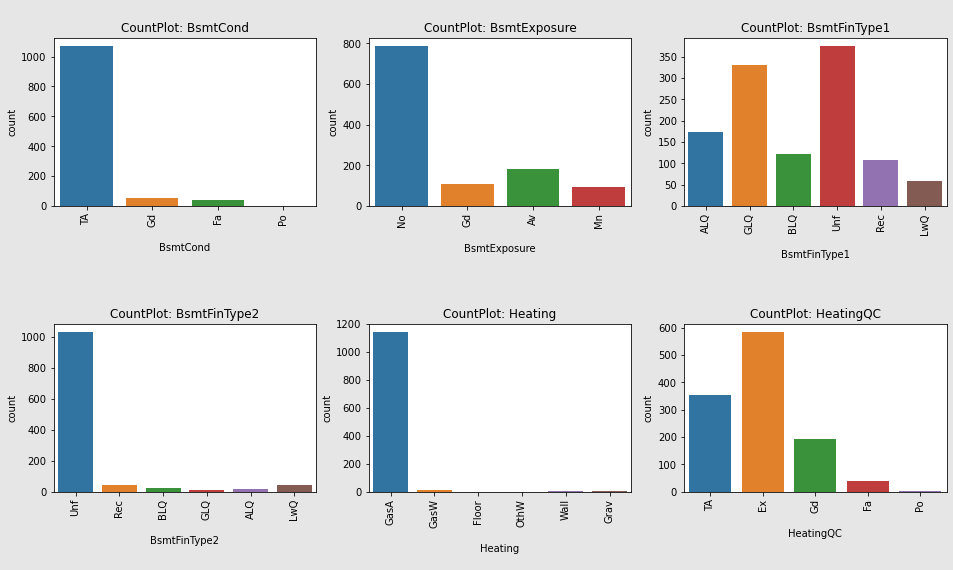 CountPlot: BsmtCond
1000
800
600
400
200
0
count
TA
Gd
Fa
Po
BsmtCond
CountPlot: BsmtExposure
800
600
400
200
0
count
No
Gd
Av
Mn
BsmtExposure
CountPlot: BsmtFinType1
350
300
250
200
150
100
50
0
count
ALQ
GLQ
BLQ
Unf
Rec
LwQ
BsmtFinType1
CountPlot: BsmtFinType2
1000
800
600
400
200
0
count
Unf
Rec
BLQ
GLQ
ALQ
LwQ
BsmtFinType2
CountPlot: Heating
1200
1000
800
600
400
200
0
count
GasA
GasW
Floor
OthW
Wall
Grav
Heating
CountPlot: HeatingQC
600
500
400
300
200
100
0
count
TA
Ex
Gd
Fa
Po
HeatingQC